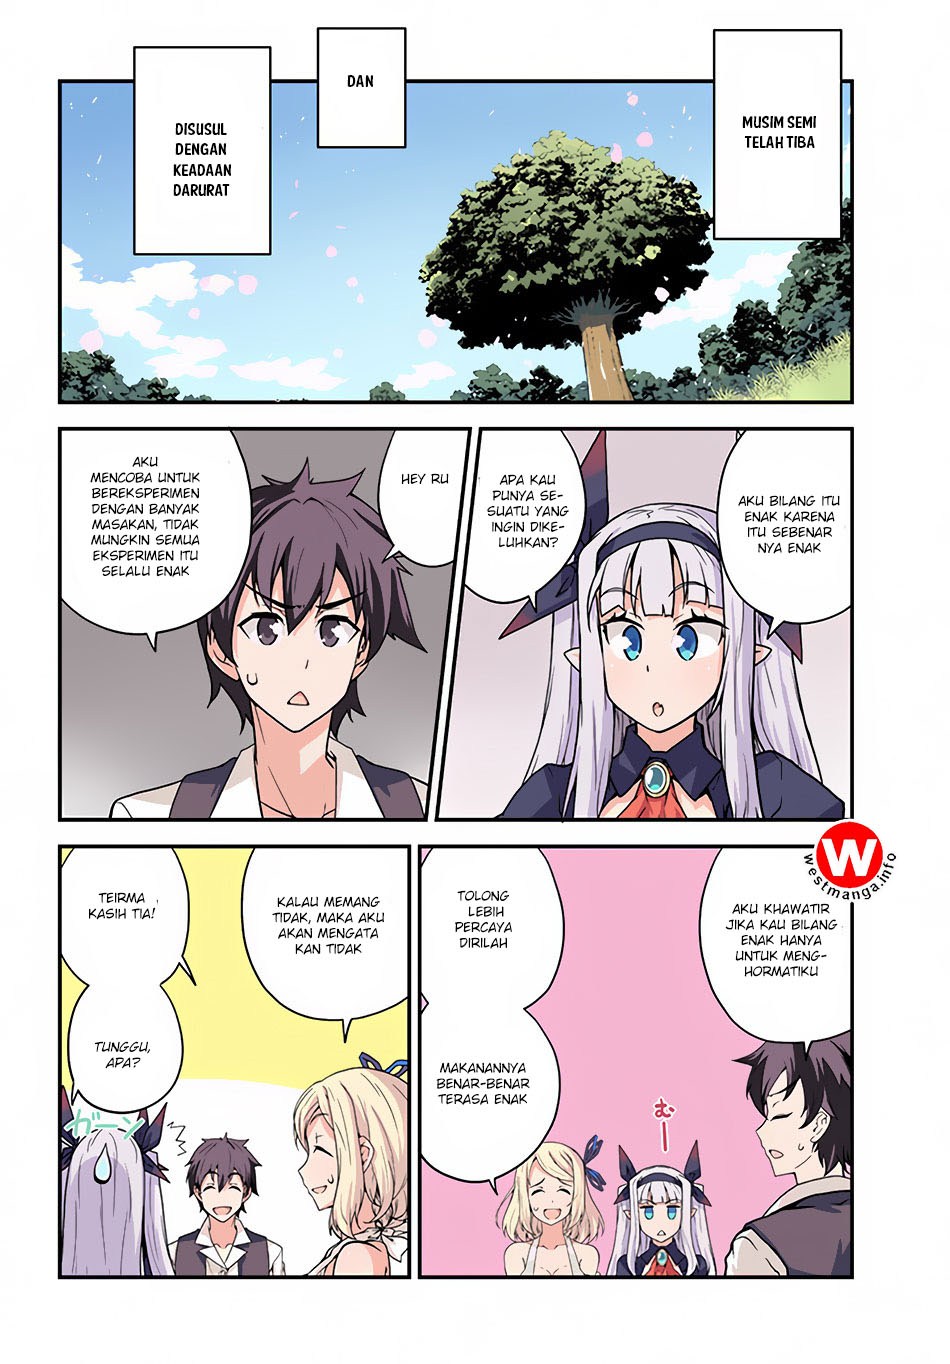 MUSIM SEMI
TELAH TIBA
DAN
DISUSUL
DENGAN
KEADAAN
DARURAT
AKU BILANG ITU
ENAK KARENA
ITU SEBENAR
NYA ENAK
APA KAU
PUNYA SE-
SUATU YANG
INGIN DIKE-
LUHKAN?
HEY RU
AKU
MENCOBA UNTUK
BEREKSPERIMEN
DENGAN BANYAK
MASAKAN, TIDAK
MUNGKIN SEMUA
EKSPERIMEN ITU
SELALU ENAK
W
westmanga.info
AKU KHAWATIR
JIKA KAU BILANG
ENAK HANYA
UNTUK MENG-
HORMATIKU
TOLONG
LEBIH
PERCAYA
DIRILAH
MAKANANNYA
BENAR-BENAR
TERASA ENAK
むー
KALAU MEMANG
TIDAK, MAKA AKU
AKAN MENGATA
KAN TIDAK
TEIRMA
KASIH TIA!
TUNGGU,
APA?
ガーン